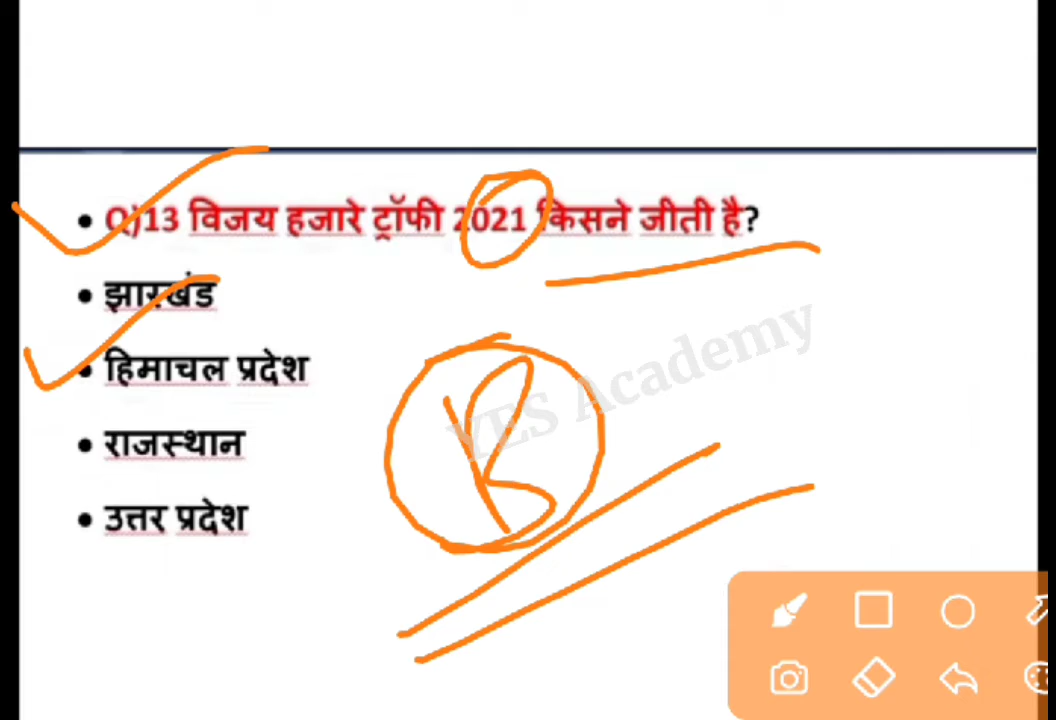 • Q)13 विजय हजारे ट्रॉफी 2021 किसने जीती है?
• झारखंड
• हिमाचल प्रदेश
• राजस्थान
• उत्तर प्रदेश
B
YES Academy